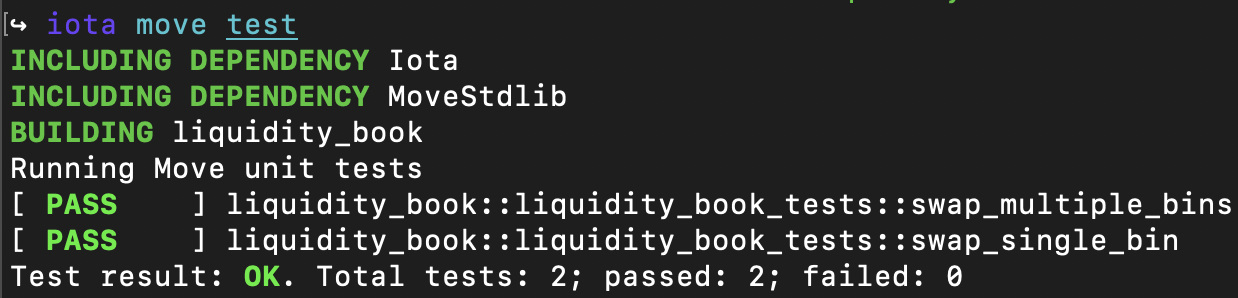 ↪ iota move test
INCLUDING DEPENDENCY Iota
INCLUDING DEPENDENCY MoveStdlib
BUILDING liquidity_book
Running Move unit tests
[ PASS    ] liquidity_book::liquidity_book_tests::swap_multiple_bins
[ PASS    ] liquidity_book::liquidity_book_tests::swap_single_bin
Test result: OK. Total tests: 2; passed: 2; failed: 0